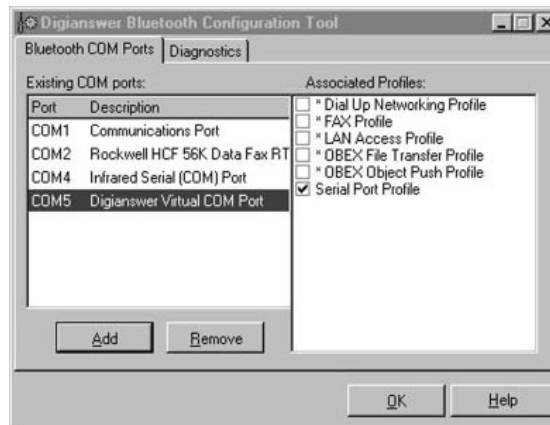 Digianswer Bluetooth Configuration Tool
Bluetooth COM Ports
Diagnostics
Existing COM ports:
Port Description
COM1 Communications Port
COM2 Rockwell HCF 56K Data Fax RT
COM4 Infrared Serial (COM) Port
COM5 Digianswer Virtual COM Port
Add
Remove
Associated Profiles:
* Dial Up Networking Profile
* FAX Profile
* LAN Access Profile
* OBEX File Transfer Profile
* OBEX Object Push Profile
Serial Port Profile
OK
Help